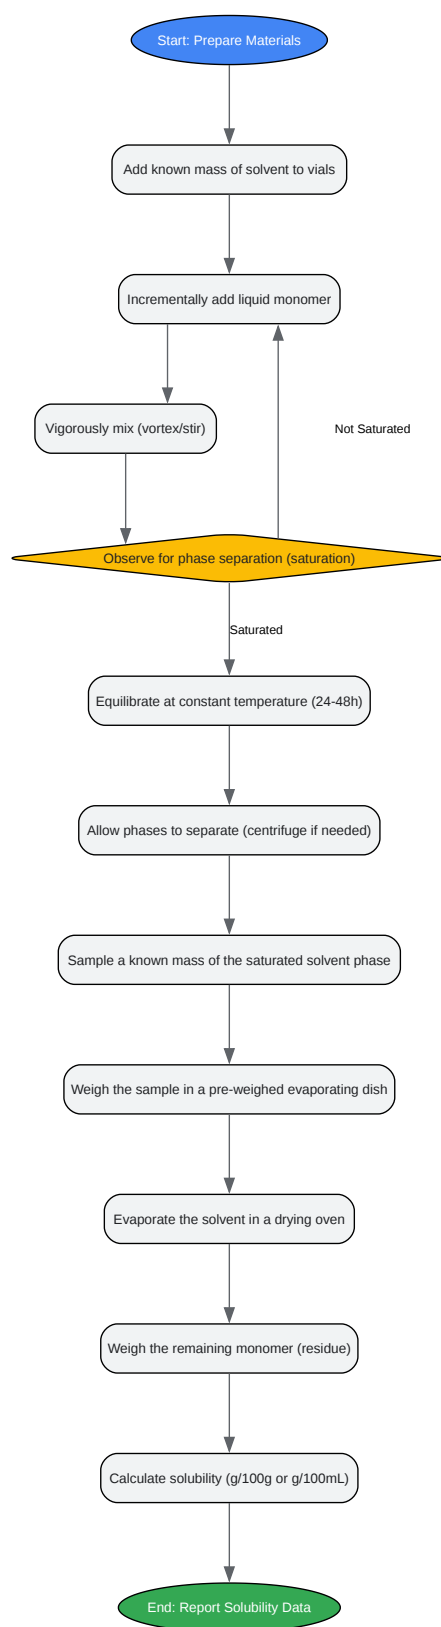 Start: Prepare Materials
Add known mass of solvent to vials
Incrementally add liquid monomer
Vigorously mix (vortex/stir)
Not Saturated
Observe for phase separation (saturation)
Saturated
Equilibrate at constant temperature (24-48h)
Allow phases to separate (centrifuge if needed)
Sample a known mass of the saturated solvent phase
Weigh the sample in a pre-weighed evaporating dish
Evaporate the solvent in a drying oven
Weigh the remaining monomer (residue)
Calculate solubility (g/100g or g/100mL)
End: Report Solubility Data